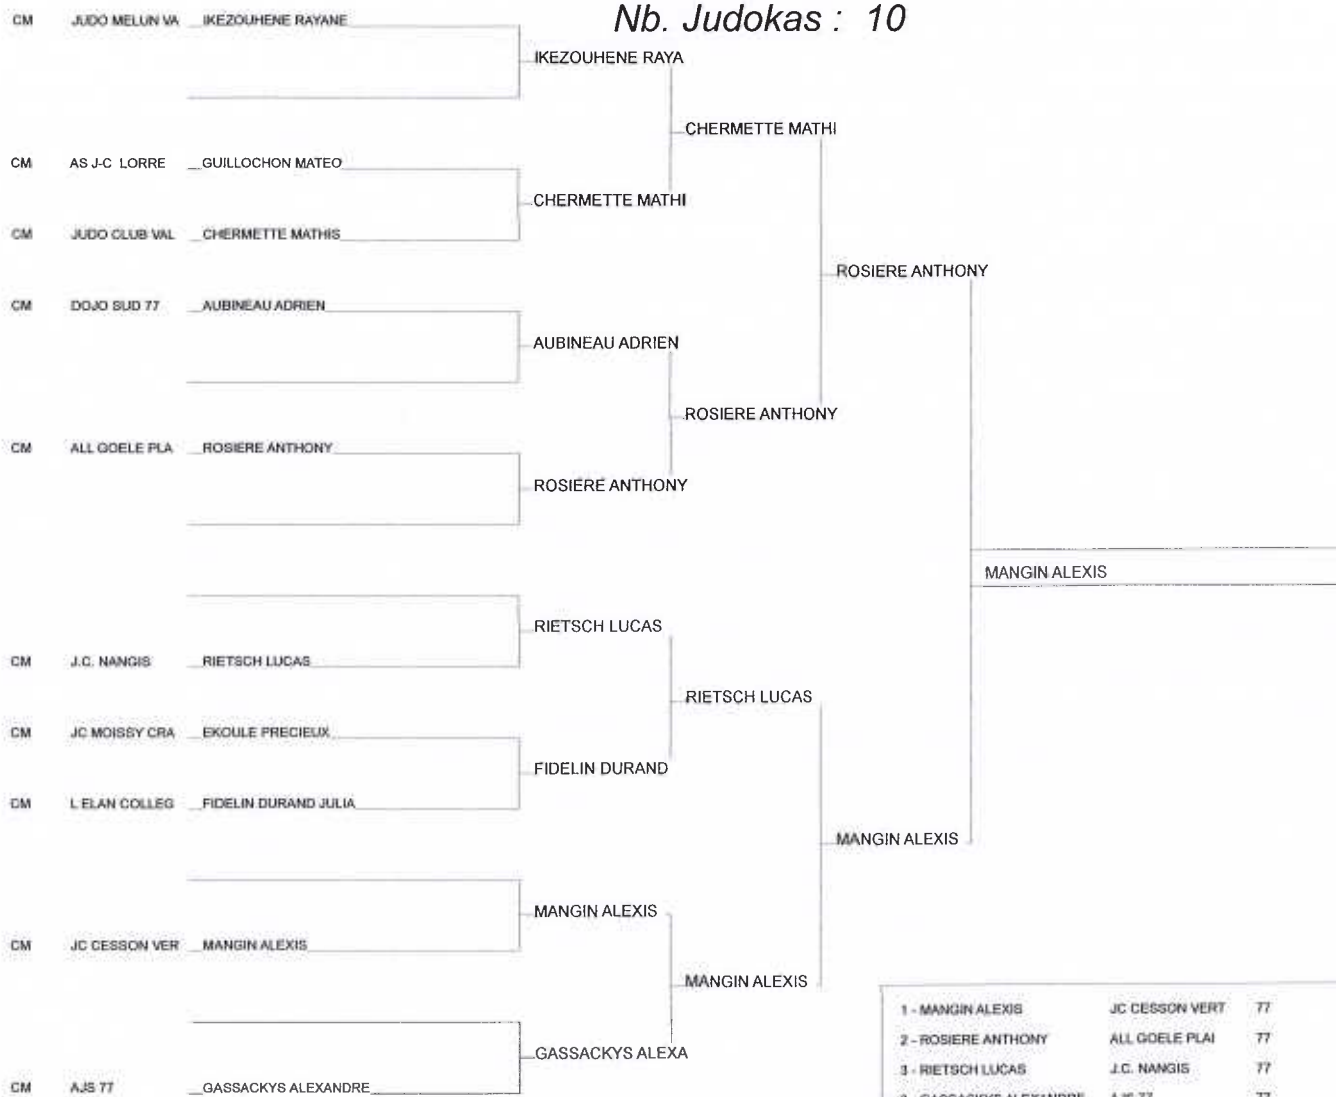 Nb. Judokas : 10
CM JUDO MELUN VA IKEZOUHENE RAYANE
IKEZOUHENE RAYA
CHERMETTE MATHI
CM AS J-C LORRE GUILLOCHON MATEO
CHERMETTE MATHI
CM JUDO CLUB VAL CHERMETTE MATHIS
ROSIERE ANTHONY
CM DOJO SUD 77 AUBINEAU ADRIEN
AUBINEAU ADRIEN
ROSIERE ANTHONY
CM ALL GOELE PLA ROSIERE ANTHONY
ROSIERE ANTHONY
MANGIN ALEXIS
RIETSCH LUCAS
CM J.C. NANGIS RIETSCH LUCAS
RIETSCH LUCAS
CM JC MOISSY CRA EKOULE PRECIEUX
FIDELIN DURAND
CM L ELAN COLLEG FIDELIN DURAND JULIA
MANGIN ALEXIS
MANGIN ALEXIS
CM JC CESSON VER MANGIN ALEXIS
MANGIN ALEXIS
GASSACKYS ALEXA
CM AJS 77 GASSACKYS ALEXANDRE
1 - MANGIN ALEXIS JC CESSON VERT 77
2 - ROSIERE ANTHONY ALL GOELE PLAI 77
3 - RIETSCH LUCAS J.C. NANGIS 77
GASSACKYS ALEXANDRE AJS 77 77